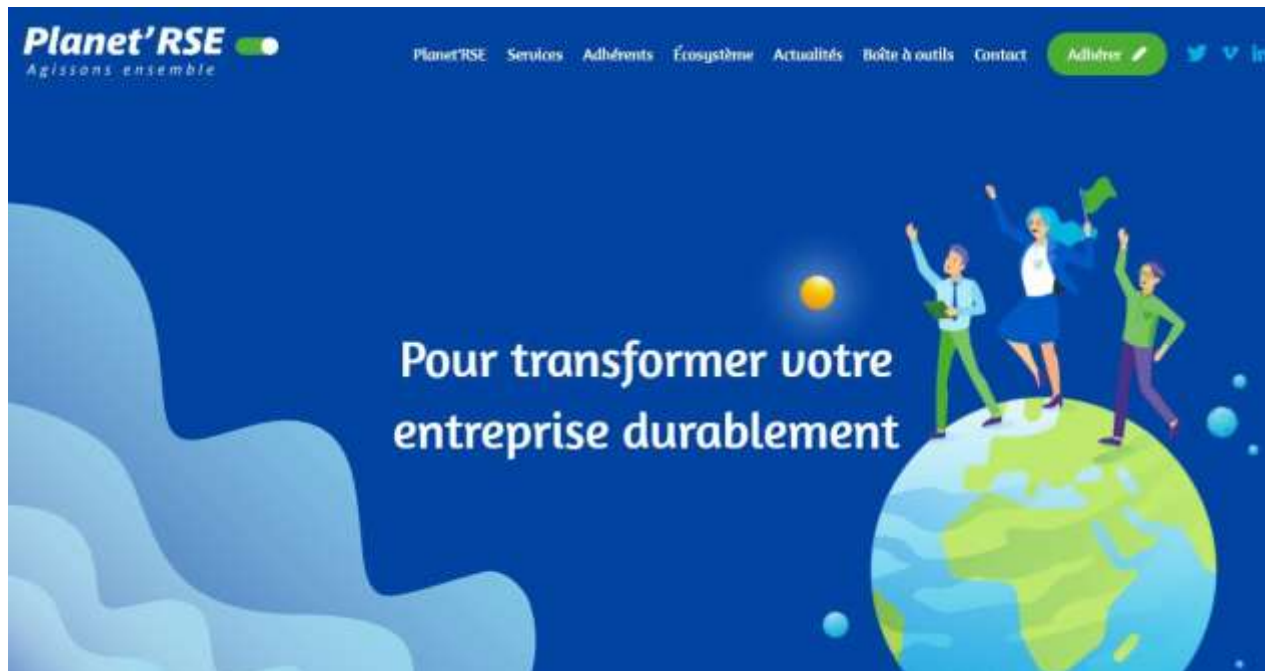 Planet'RSE
Agissons ensemble
Planet'RSE Services Adhérents Écosystème Actualités Boîte à outils Contact Adhérer
Pour transformer votre
entreprise durablement